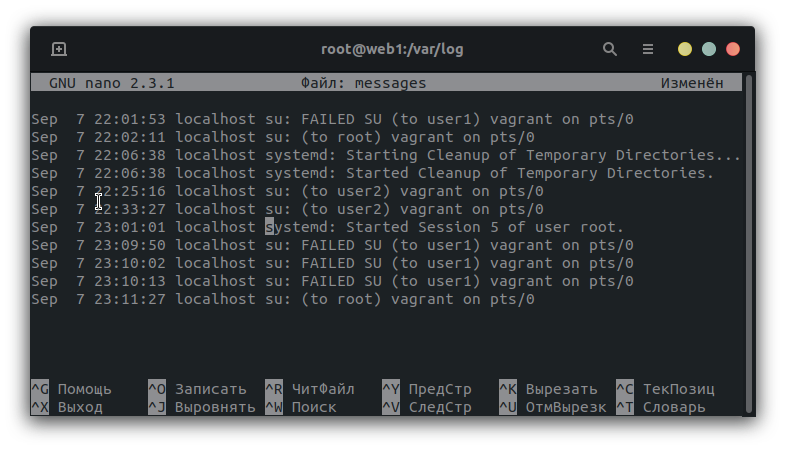 root@web1:/var/log
GNU nano 2.3.1 Файл: messages Изменён
Sep  7 22:01:53 localhost su: FAILED SU (to user1) vagrant on pts/0
Sep  7 22:02:11 localhost su: (to root) vagrant on pts/0
Sep  7 22:06:38 localhost systemd: Starting Cleanup of Temporary Directories...
Sep  7 22:06:38 localhost systemd: Started Cleanup of Temporary Directories.
Sep  7 22:25:16 localhost su: (to user2) vagrant on pts/0
Sep  7 22:33:27 localhost su: (to user2) vagrant on pts/0
Sep  7 23:01:01 localhost systemd: Started Session 5 of user root.
Sep  7 23:09:50 localhost su: FAILED SU (to user1) vagrant on pts/0
Sep  7 23:10:02 localhost su: FAILED SU (to user1) vagrant on pts/0
Sep  7 23:10:13 localhost su: FAILED SU (to user1) vagrant on pts/0
Sep  7 23:11:27 localhost su: (to root) vagrant on pts/0
^G Помощь ^O Записать ^R ЧитФайл ^Y ПредСтр ^K Вырезать ^C ТекПозиц
^X Выход ^J Выровнять ^W Поиск ^V СледСтр ^U ОтмВырезк ^T Словарь